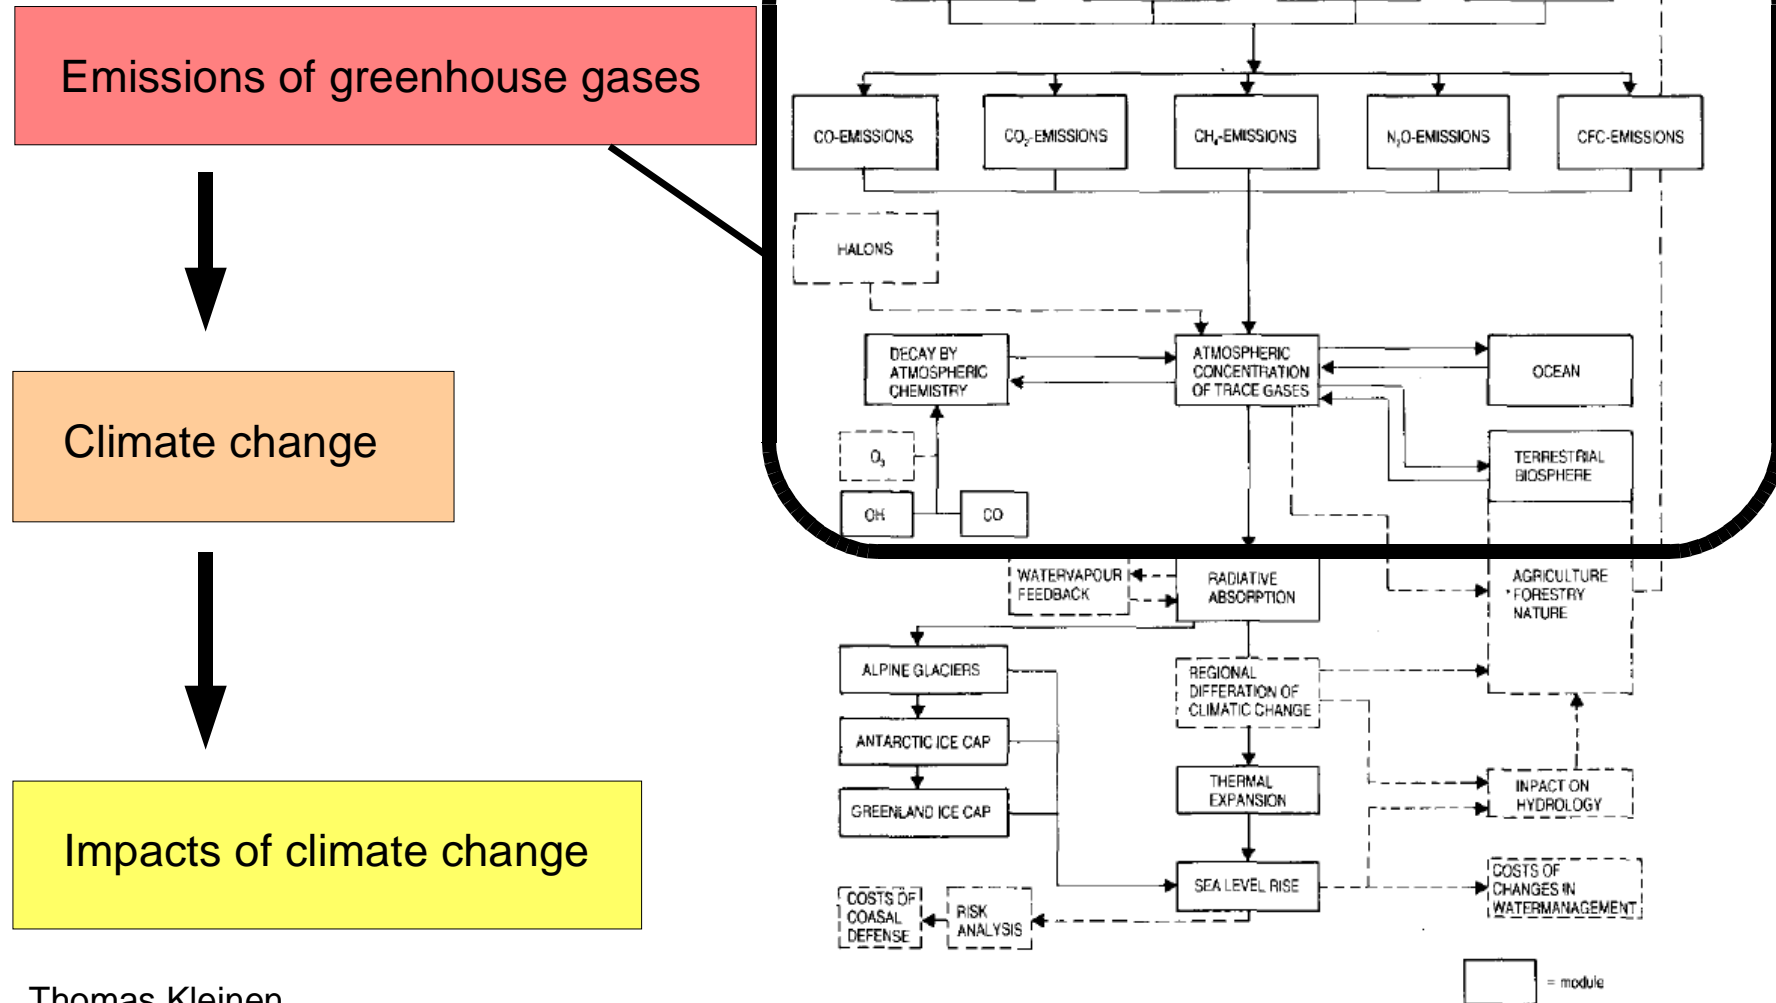 Emissions of greenhouse gases
Climate change
Impacts of climate change
Thomas Kleinen
CO-EMISSIONS
CO₂-EMISSIONS
CH₄-EMISSIONS
N₂O-EMISSIONS
CFC-EMISSIONS
HALONS
DECAY BY
ATMOSPHERIC
CHEMISTRY
ATMOSPHERIC
CONCENTRATION
OF TRACE GASES
OCEAN
O₃
TERRESTRIAL
BIOSPHERE
OH
CO
WATERVAPOUR
FEEDBACK
RADIATIVE
ABSORPTION
AGRICULTURE
FORESTRY
NATURE
ALPINE GLACIERS
REGIONAL
DIFFERATION OF
CLIMATIC CHANGE
ANTARCTIC ICE CAP
THERMAL
EXPANSION
INPACT ON
HYDROLOGY
GREENLAND ICE CAP
SEA LEVEL RISE
COSTS OF
CHANGES IN
WATERMANAGEMENT
COSTS OF
COASAL
DEFENSE
RISK
ANALYSIS
= module